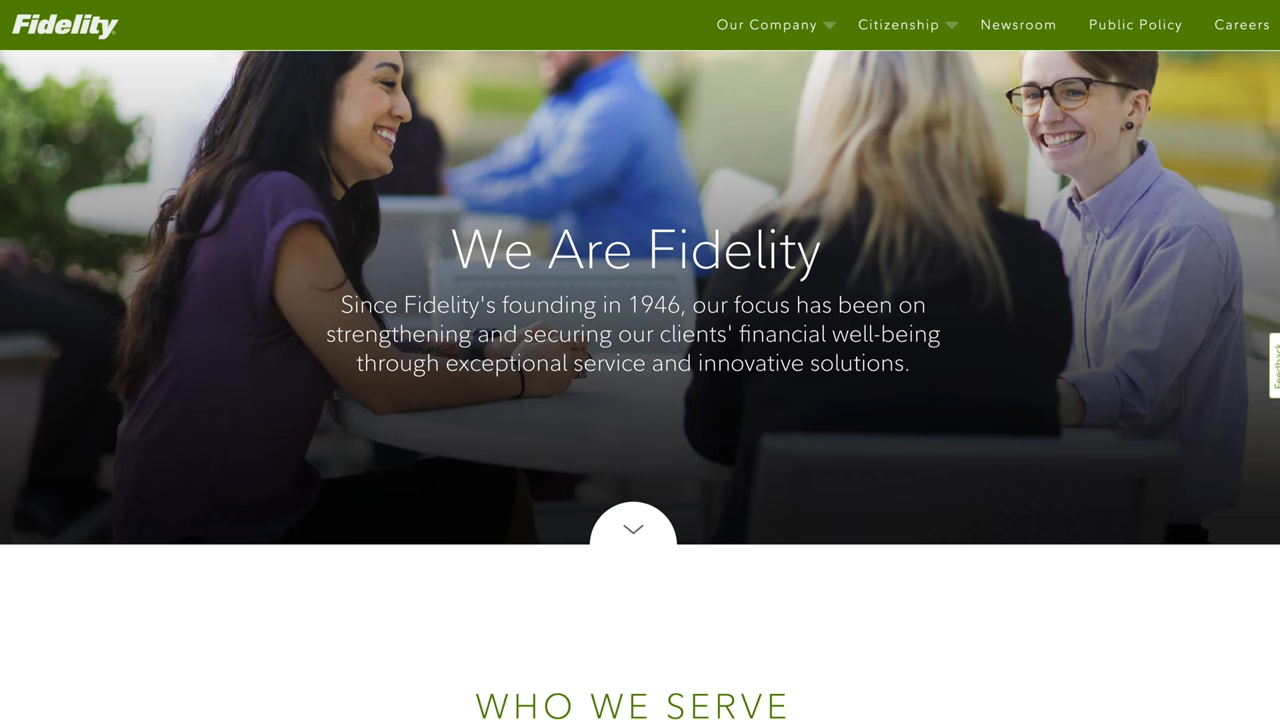 Fidelity
Our Company
Citizenship
Newsroom
Public Policy
Careers
We Are Fidelity
Since Fidelity's founding in 1946, our focus has been on
strengthening and securing our clients' financial well-being
through exceptional service and innovative solutions.
Feedback
WHO WE SERVE